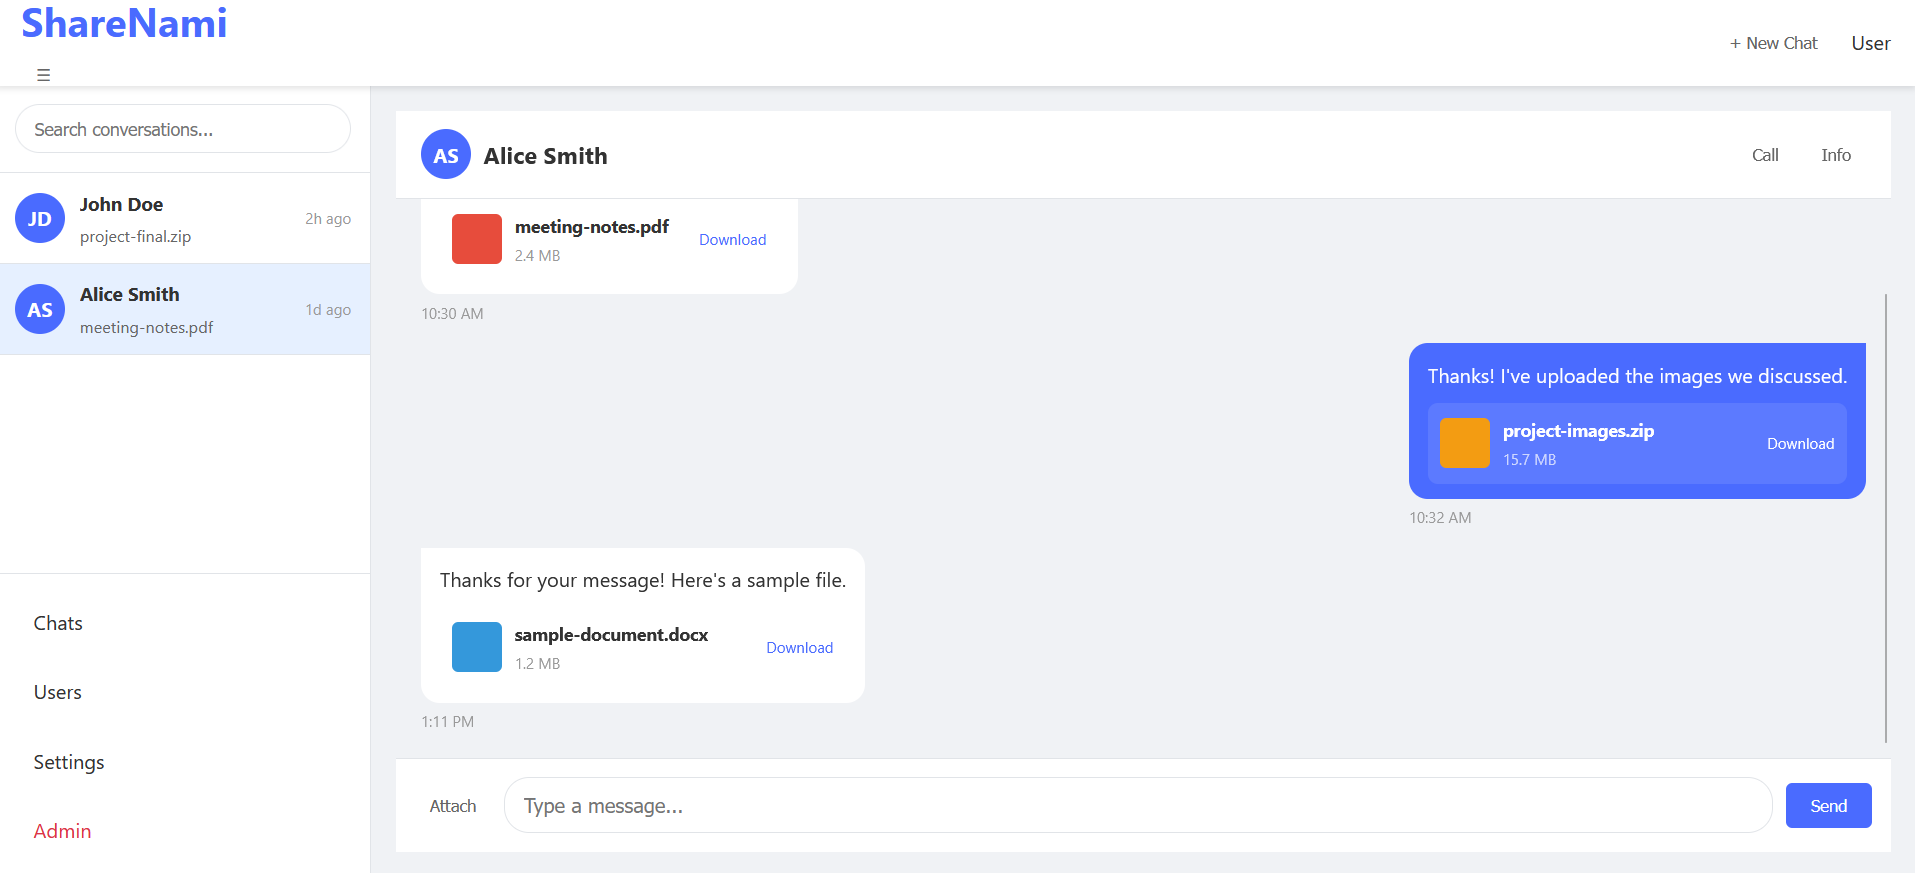 ShareNami
☰
+ New Chat
User
Search conversations...
JD
John Doe
project-final.zip
2h ago
AS
Alice Smith
meeting-notes.pdf
1d ago
Chats
Users
Settings
Admin
AS
Alice Smith
Call
Info
meeting-notes.pdf
2.4 MB
Download
10:30 AM
Thanks! I've uploaded the images we discussed.
project-images.zip
15.7 MB
Download
10:32 AM
Thanks for your message! Here's a sample file.
sample-document.docx
1.2 MB
Download
1:11 PM
Attach
Type a message...
Send